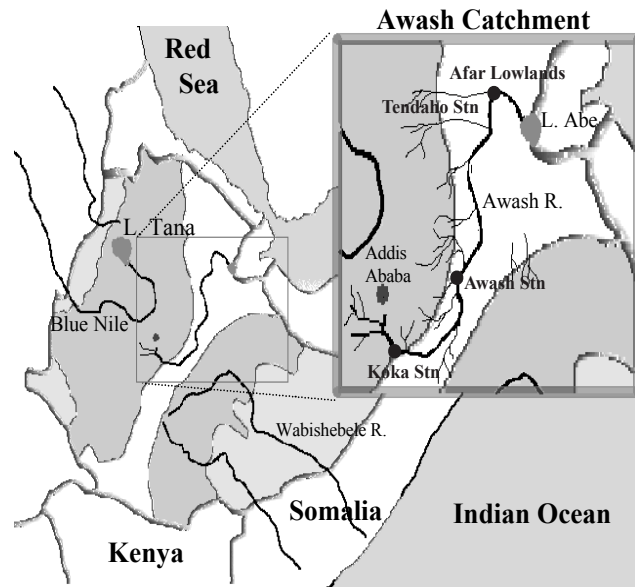 Awash Catchment
Red
Sea
Afar Lowlands
Tendaho Stn
L. Abe
Awash R.
L. Tana
Addis
Ababa
Awash Stn
Blue Nile
Koka Stn
Wabishebele R.
Somalia
Indian Ocean
Kenya